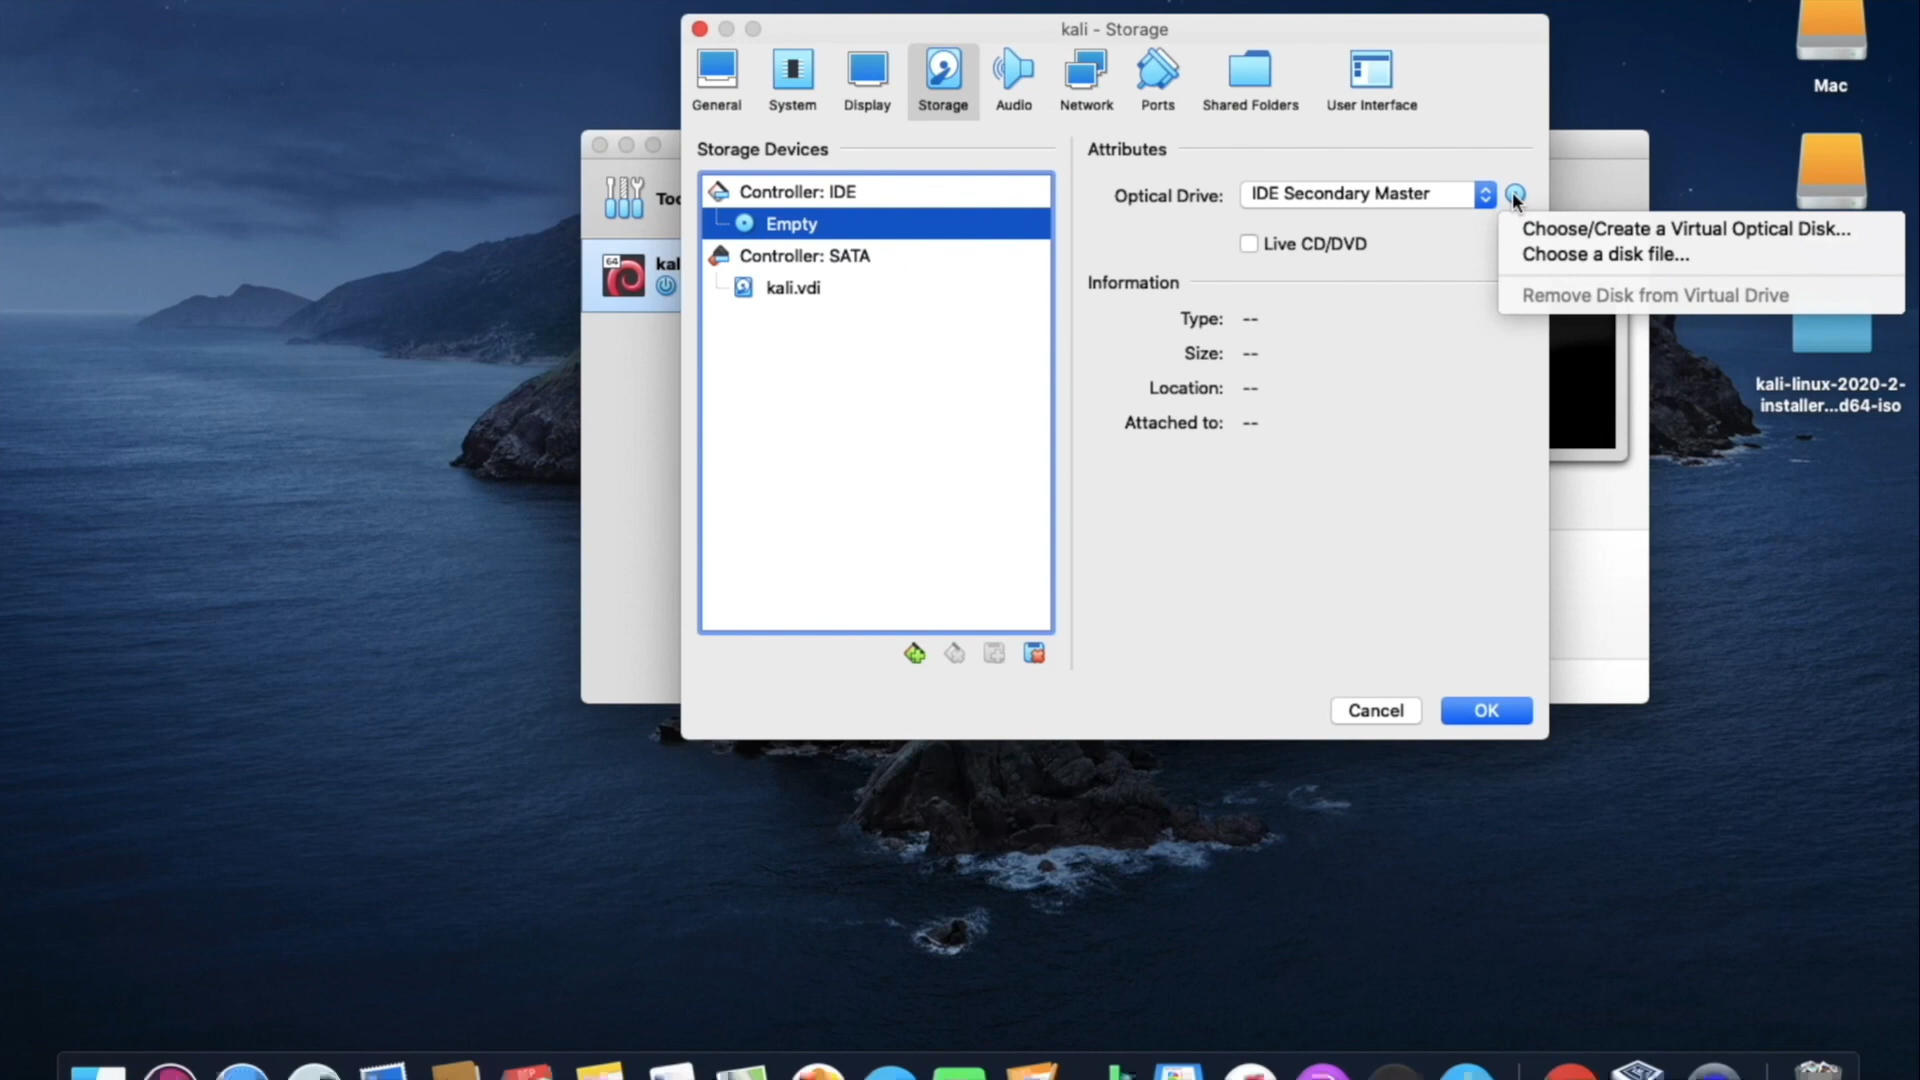 kali - Storage
General
System
Display
Storage
Audio
Network
Ports
Shared Folders
User Interface
Mac
Too
64
kal
Storage Devices
Controller: IDE
Empty
Controller: SATA
kali.vdi
Attributes
Optical Drive:
IDE Secondary Master
Live CD/DVD
Choose/Create a Virtual Optical Disk...
Choose a disk file...
Remove Disk from Virtual Drive
Information
Type: --
Size: --
Location: --
Attached to: --
kali-linux-2020-2-
installer...d64-iso
Cancel
OK